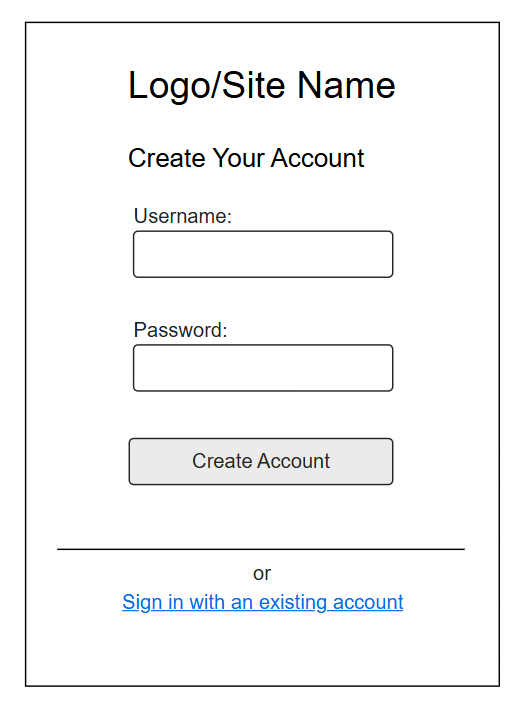 Logo/Site Name
Create Your Account
Username:
Password:
Create Account
or
Sign in with an existing account